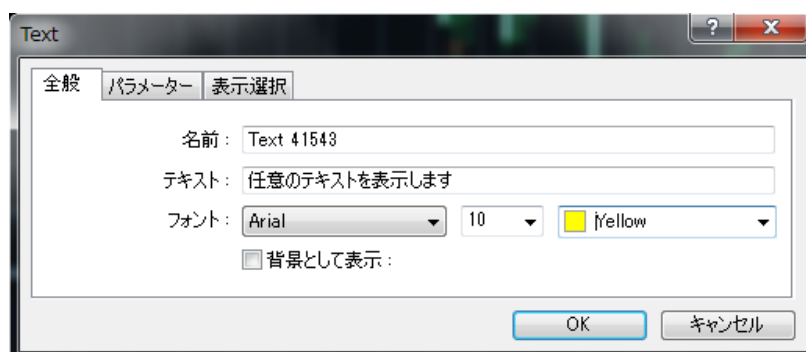 Text
全般 パラメーター 表示選択
名前： Text 41543
テキスト： 任意のテキストを表示します
フォント： Arial 10 Yellow
背景として表示：
OK キャンセル